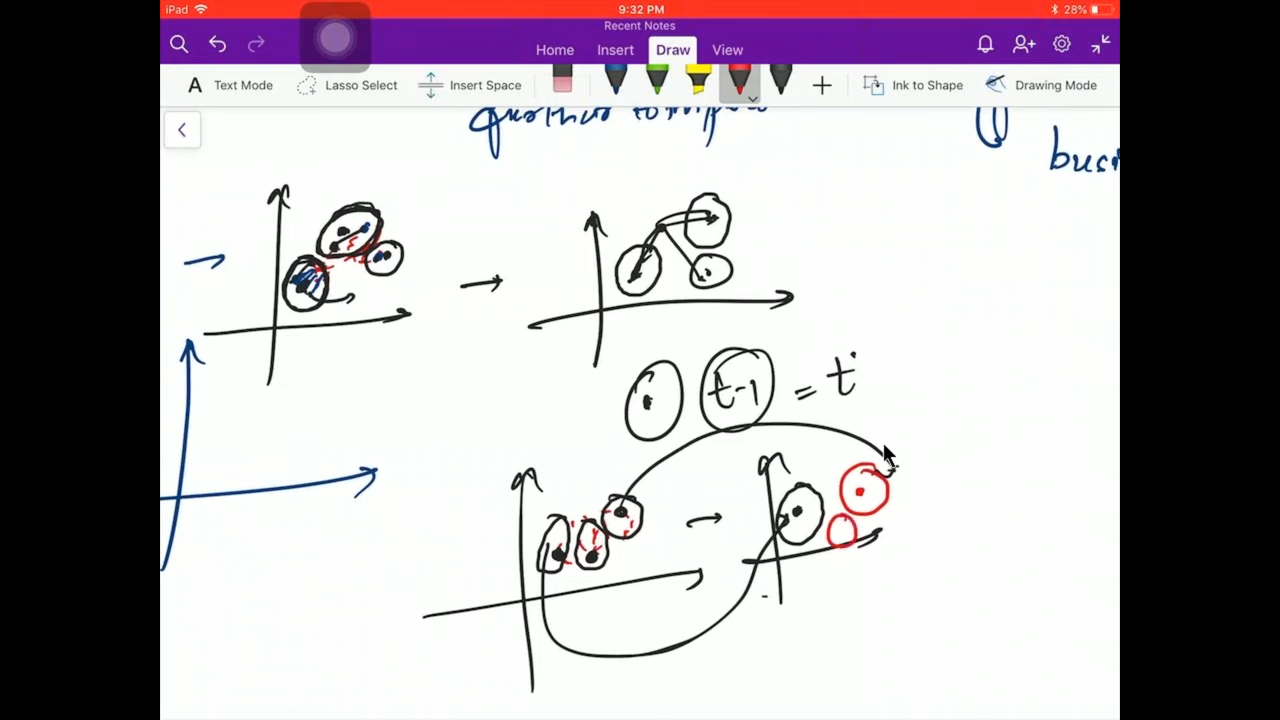 iPad 9:32 PM 28%
Recent Notes
Home Insert Draw View
A Text Mode Lasso Select Insert Space + Ink to Shape Drawing Mode
busi
t-1 = t